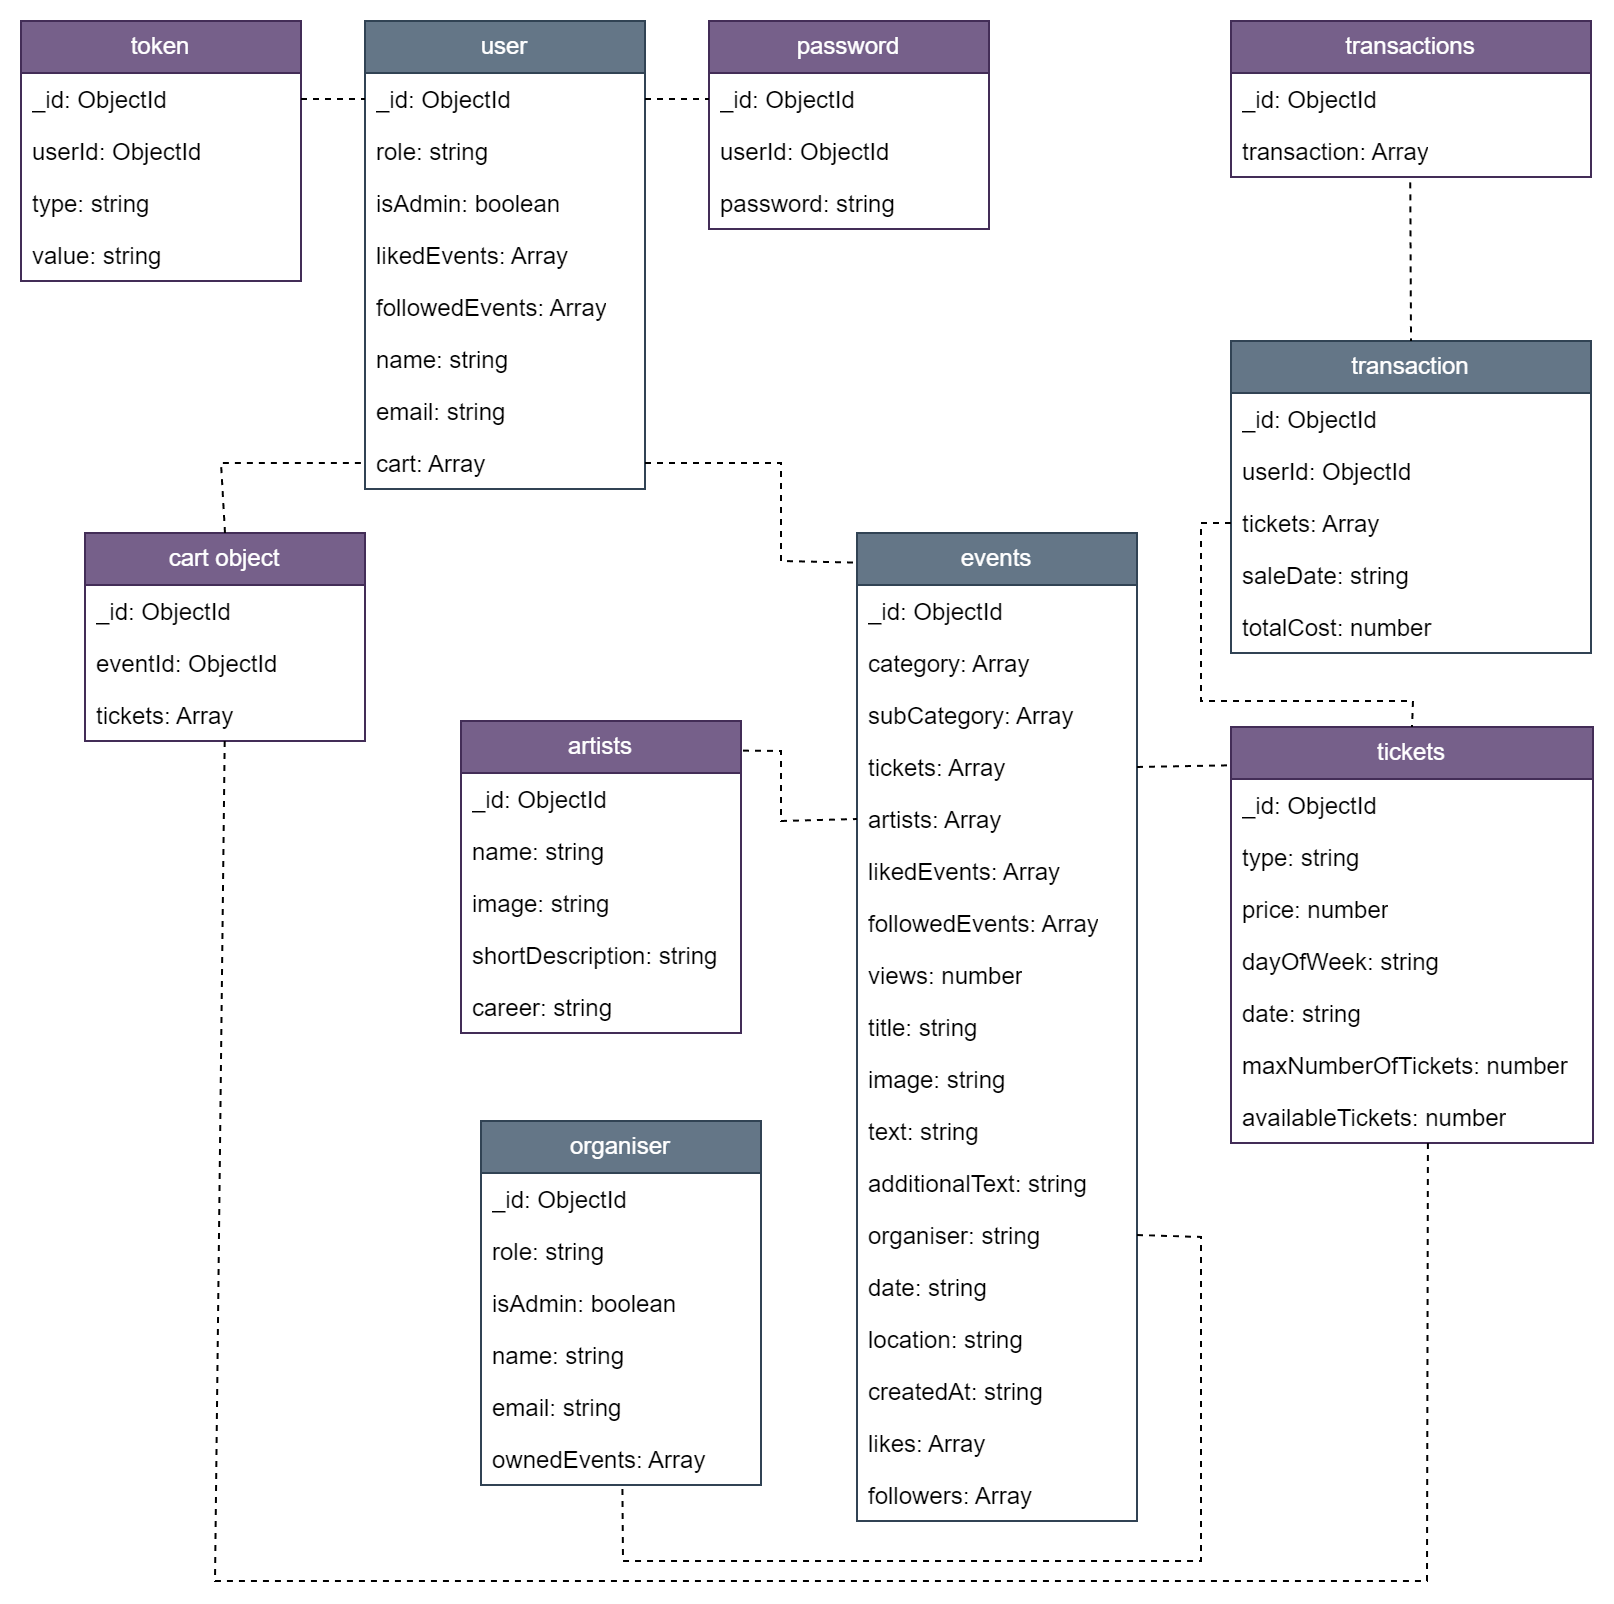 token
_id: ObjectId
userId: ObjectId
type: string
value: string
user
_id: ObjectId
role: string
isAdmin: boolean
likedEvents: Array
followedEvents: Array
name: string
email: string
cart: Array
password
_id: ObjectId
userId: ObjectId
password: string
transactions
_id: ObjectId
transaction: Array
transaction
_id: ObjectId
userId: ObjectId
tickets: Array
saleDate: string
totalCost: number
cart object
_id: ObjectId
eventId: ObjectId
tickets: Array
artists
_id: ObjectId
name: string
image: string
shortDescription: string
career: string
events
_id: ObjectId
category: Array
subCategory: Array
tickets: Array
artists: Array
likedEvents: Array
followedEvents: Array
views: number
title: string
image: string
text: string
additionalText: string
organiser: string
date: string
location: string
createdAt: string
likes: Array
followers: Array
tickets
_id: ObjectId
type: string
price: number
dayOfWeek: string
date: string
maxNumberOfTickets: number
availableTickets: number
organiser
_id: ObjectId
role: string
isAdmin: boolean
name: string
email: string
ownedEvents: Array